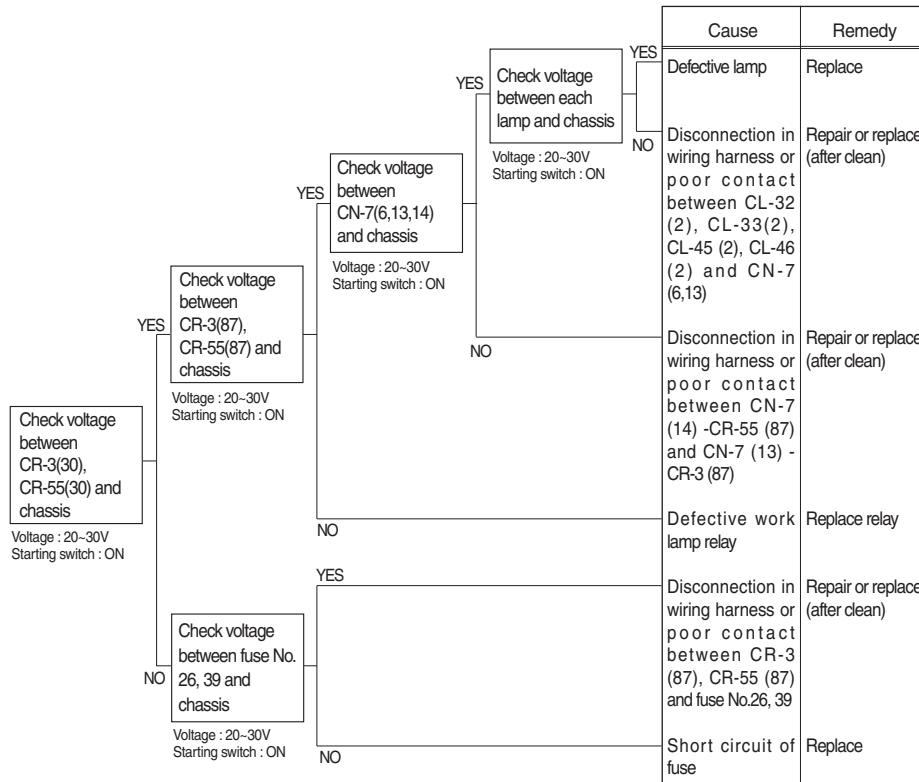 Cause
Remedy
YES
Defective lamp
Replace
YES
Check voltage
between each
lamp and chassis
NO
Disconnection in
wiring harness or
poor contact
between CL-32
(2), CL-33(2),
CL-45 (2), CL-46
(2) and CN-7
(6,13)
Repair or replace
(after clean)
Voltage : 20~30V
Starting switch : ON
YES
Check voltage
between
CN-7(6,13,14)
and chassis
Voltage : 20~30V
Starting switch : ON
NO
Disconnection in
wiring harness or
poor contact
between CN-7
(14) -CR-55 (87)
and CN-7 (13) -
CR-3 (87)
Repair or replace
(after clean)
YES
Check voltage
between
CR-3(87),
CR-55(87) and
chassis
Voltage : 20~30V
Starting switch : ON
NO
Defective work
lamp relay
Replace relay
Check voltage
between
CR-3(30),
CR-55(30) and
chassis
Voltage : 20~30V
Starting switch : ON
YES
Disconnection in
wiring harness or
poor contact
between CR-3
(87), CR-55 (87)
and fuse No.26, 39
Repair or replace
(after clean)
NO
Check voltage
between fuse No.
26, 39 and
chassis
Voltage : 20~30V
Starting switch : ON
NO
Short circuit of
fuse
Replace